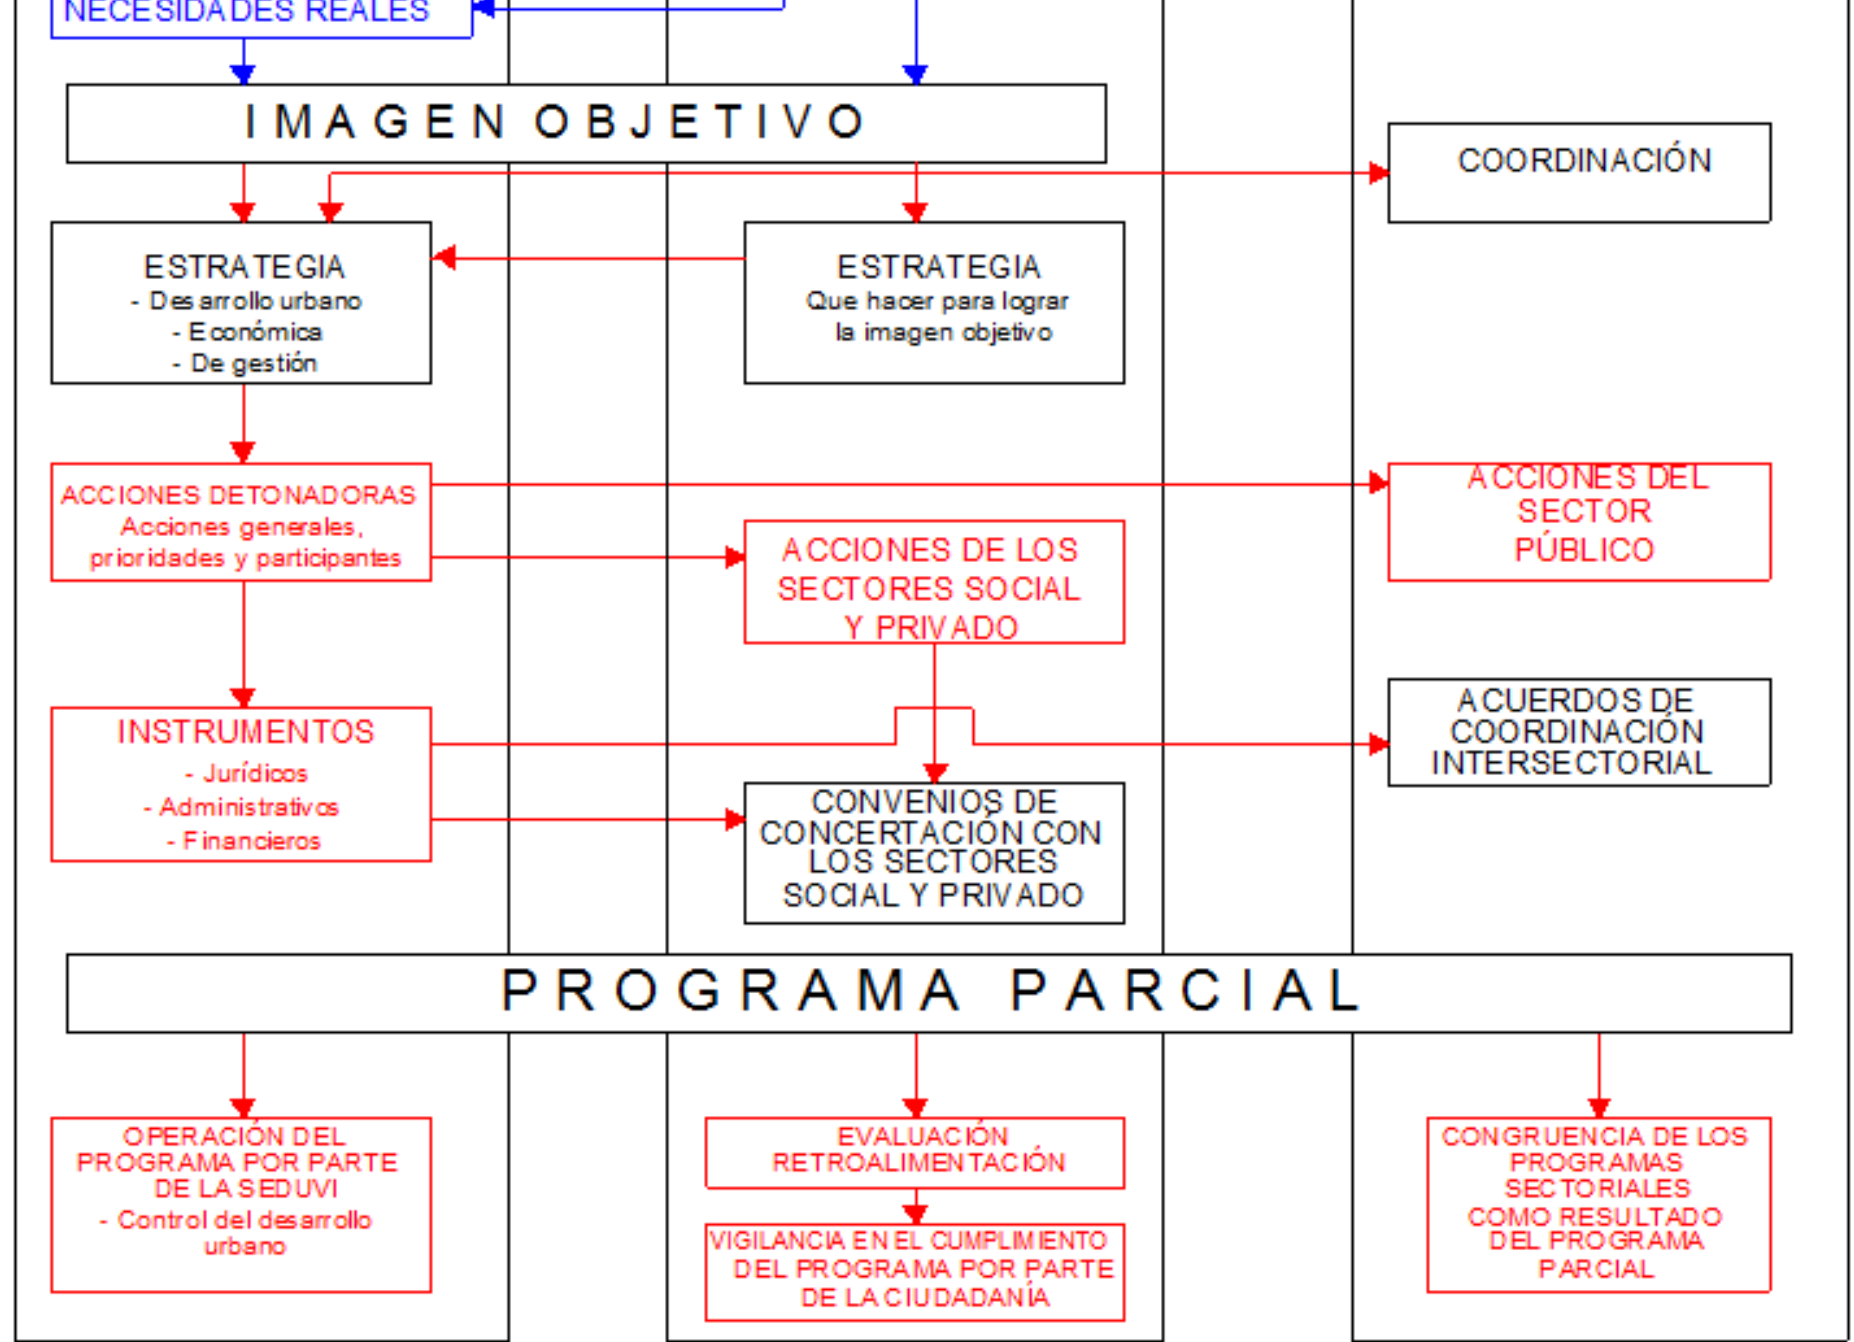 NECESIDADES REALES
IMAGEN OBJETIVO
COORDINACIÓN
ESTRATEGIA
- Desarrollo urbano
- Económica
- De gestión
ESTRATEGIA
Que hacer para lograr
la imagen objetivo
ACCIONES DETONADORAS
Acciones generales,
prioridades y participantes
ACCIONES DE LOS
SECTORES SOCIAL
Y PRIVADO
ACCIONES DEL
SECTOR
PÚBLICO
INSTRUMENTOS
- Jurídicos
- Administrativos
- Financieros
CONVENIOS DE
CONCERTACIÓN CON
LOS SECTORES
SOCIAL Y PRIVADO
ACUERDOS DE
COORDINACIÓN
INTERSECTORIAL
PROGRAMA PARCIAL
OPERACIÓN DEL
PROGRAMA POR PARTE
DE LA SEDUVI
- Control del desarrollo
urbano
EVALUACIÓN
RETROALIMENTACIÓN
VIGILANCIA EN EL CUMPLIMIENTO
DEL PROGRAMA POR PARTE
DE LA CIUDADANÍA
CONGRUENCIA DE LOS
PROGRAMAS
SECTORIALES
COMO RESULTADO
DEL PROGRAMA
PARCIAL